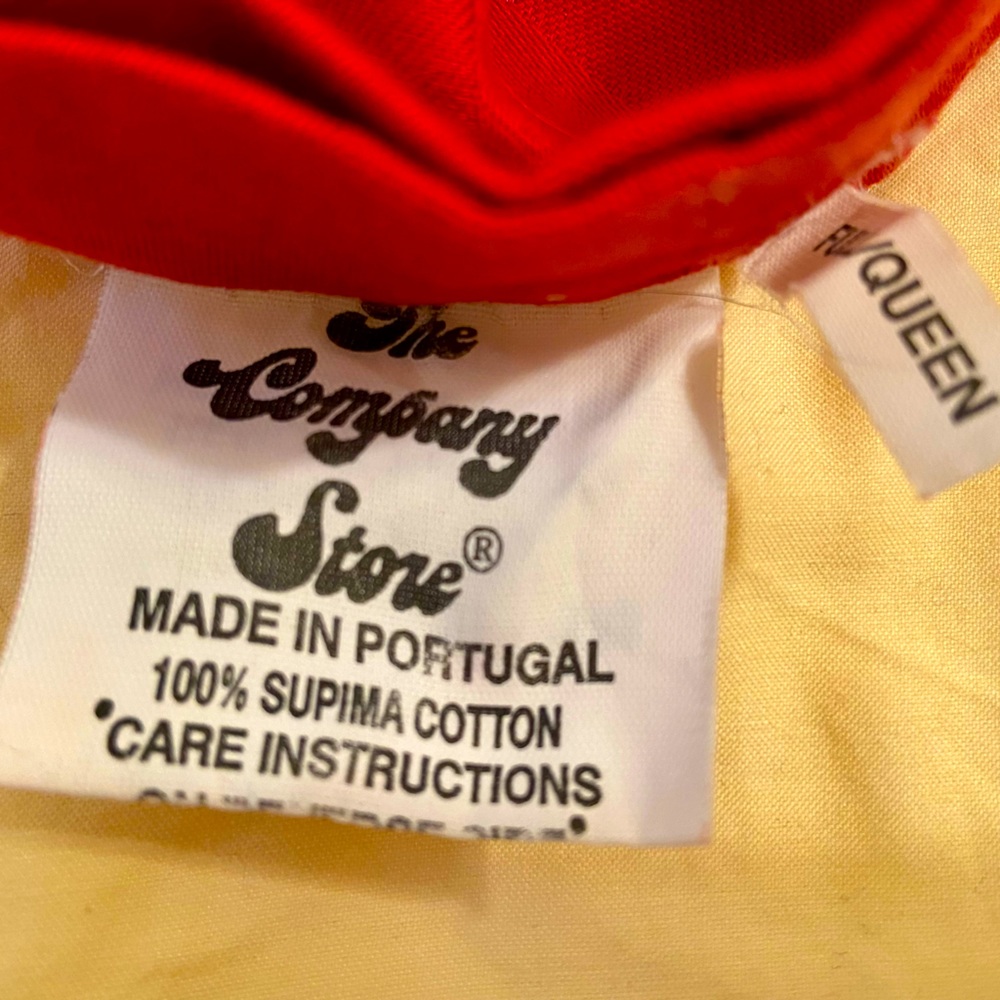 The
Company
Store®
MADE IN PORTUGAL
100% SUPIMA COTTON
•CARE INSTRUCTIONS
/QUEEN